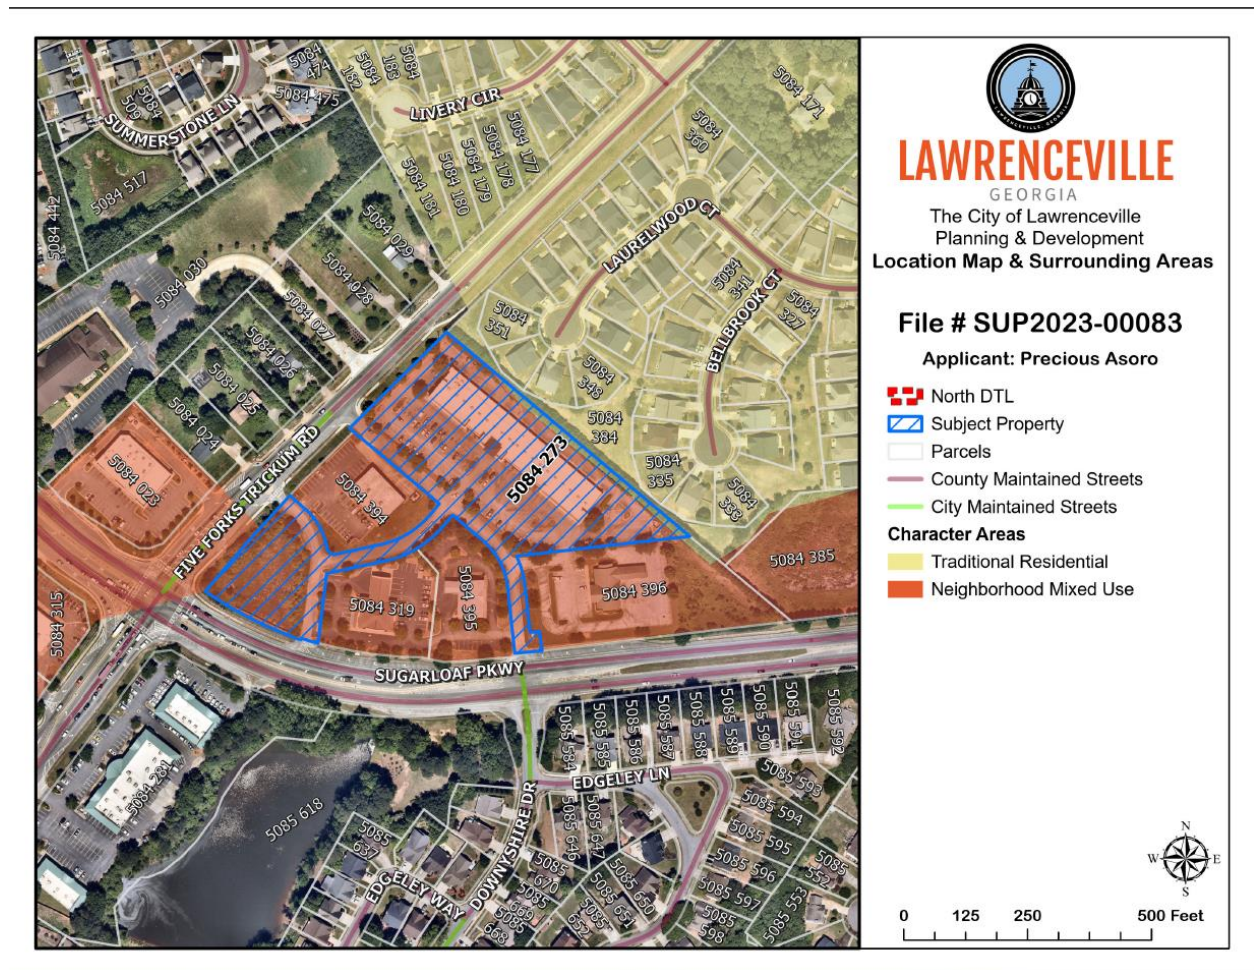 5084 474
5084 475
5084 509
SUMMERSTONE LN
5084 182
5084 183
LIVERY CIR
5084 177
5084 178
5084 179
5084 180
5084 181
5084 171
5084 360
5084 517
5084 442
5084 029
5084 030
5084 028
5084 027
5084 026
5084 025
5084 024
LAURELWOOD CT
5084 341
5084 327
BELLBROOK CT
5084 351
5084 348
5084 384
5084 335
5084 333
5084 273
FIVE FORKS TRICKUM RD
5084 023
5084 394
5084 385
5084 396
5084 395
5084 319
5084 315
SUGARLOAF PKWY
5085 584
5085 585
5085 586
5085 587
5085 588
5085 589
5085 590
5085 591
5085 592
EDGELEY LN
5085 593
5085 594
5085 595
5085 596
5085 597
5085 598
5085 552
5085 553
5084 281
5085 618
5085 637
EDGELEY WAY
DOWNYSHIRE DR
5085 646
5085 647
5085 670
5085 669
5085 668
5085 650
5085 651
5085 652
LAWRENCEVILLE
GEORGIA
The City of Lawrenceville
Planning & Development
Location Map & Surrounding Areas
File # SUP2023-00083
Applicant: Precious Asoro
North DTL
Subject Property
Parcels
County Maintained Streets
City Maintained Streets
Character Areas
Traditional Residential
Neighborhood Mixed Use
N
W E
S
0 125 250 500 Feet